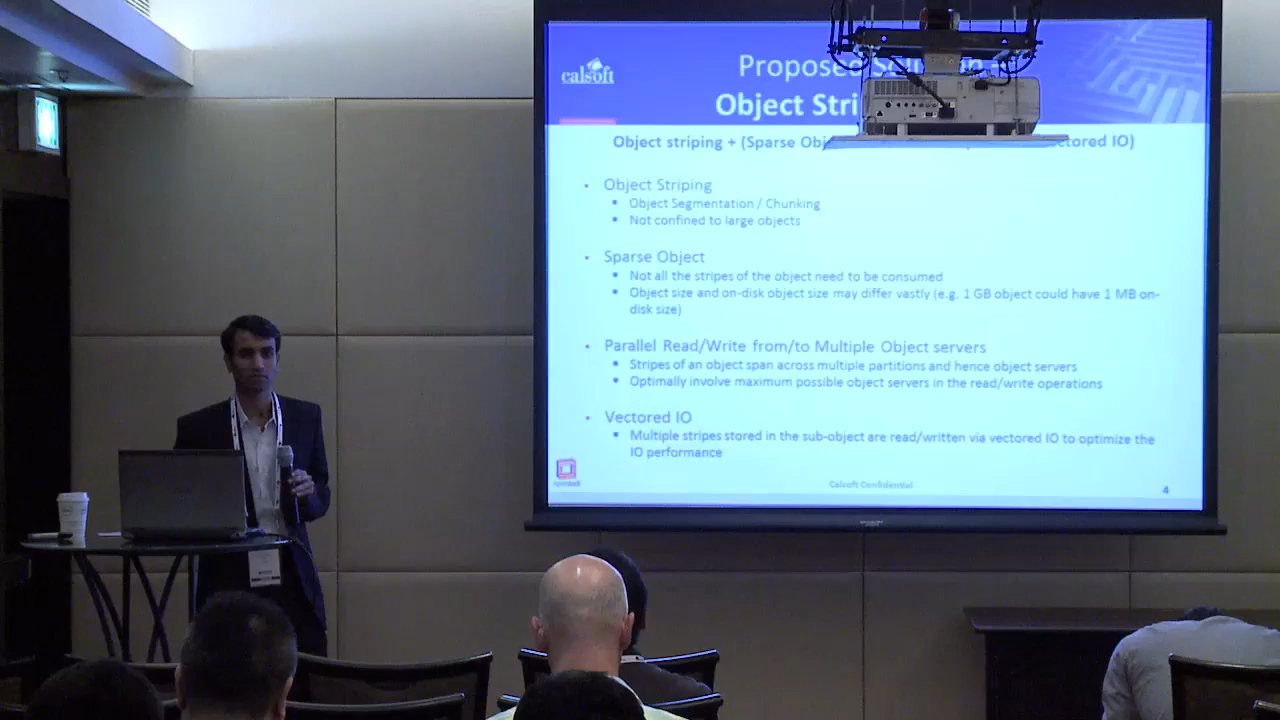 calsoft
Proposed Solution -
Object Stri
Object striping + (Sparse Obj ctored IO)
• Object Striping
• Object Segmentation / Chunking
• Not confined to large objects
• Sparse Object
• Not all the stripes of the object need to be consumed
• Object size and on-disk object size may differ vastly (e.g. 1 GB object could have 1 MB on-
disk size)
• Parallel Read/Write from/to Multiple Object servers
• Stripes of an object span across multiple partitions and hence object servers
• Optimally involve maximum possible object servers in the read/write operations
• Vectored IO
• Multiple stripes stored in the sub-object are read/written via vectored IO to optimize the
IO performance
openstack
Calsoft Confidential
4